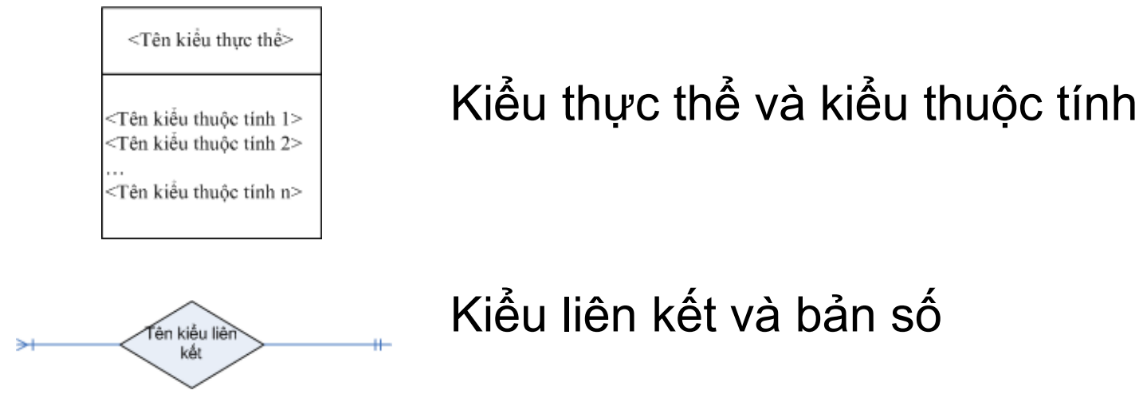 <Tên kiểu thực thể>
<Tên kiểu thuộc tính 1>
<Tên kiểu thuộc tính 2>
...
<Tên kiểu thuộc tính n>
Kiểu thực thể và kiểu thuộc tính
Tên kiểu liên
kết
Kiểu liên kết và bản số